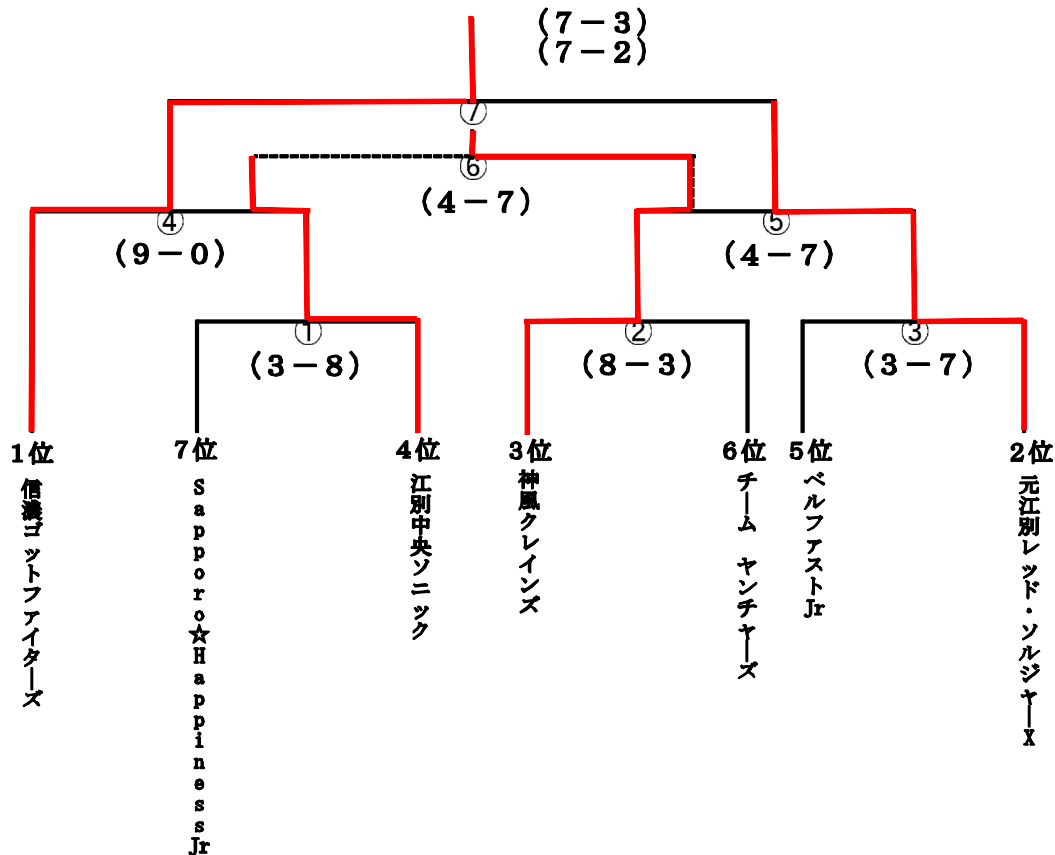 (7－3)
(7－2)
⑦
⑥
(4－7)
④
(9－0)
⑤
(4－7)
①
(3－8)
②
(8－3)
③
(3－7)
1位
7位
4位
3位
6位
5位
2位
信濃ゴットファイターズ
Sapporo☆HappinessJr
江別中央ソニック
神風クレインズ
チーム　ヤンチャーズ
ベルファストJr
元江別レッド・ソルジャーX